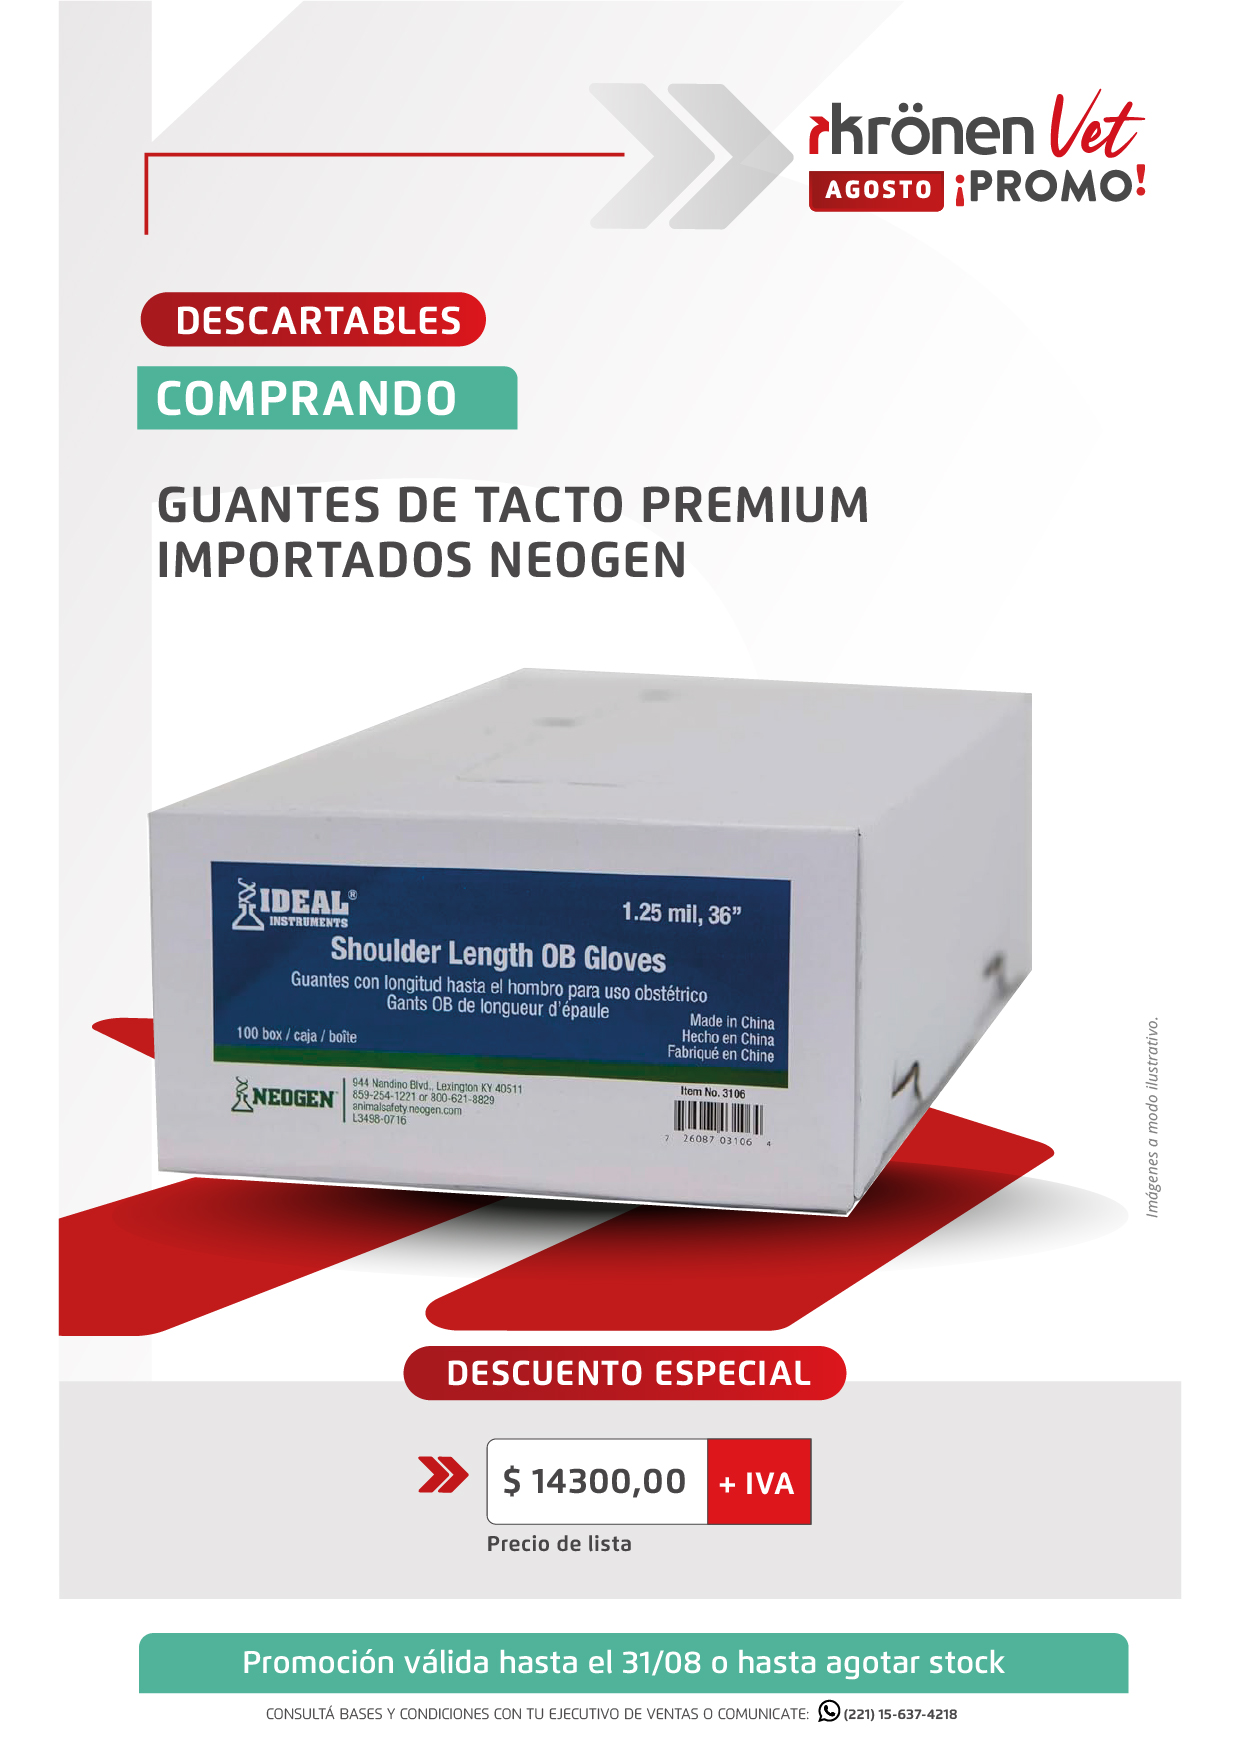 krönen Vet
AGOSTO ¡PROMO!
DESCARTABLES
COMPRANDO
GUANTES DE TACTO PREMIUM
IMPORTADOS NEOGEN
IDEAL®
INSTRUMENTS
1.25 mil, 36”
Shoulder Length OB Gloves
Guantes con longitud hasta el hombro para uso obstétrico
Gants OB de longueur d’épaule
100 box / caja / boîte
Made in China
Hecho en China
Fabriqué en Chine
NEOGEN
944 Nandino Blvd., Lexington KY 40511
859-254-1221 or 800-621-8829
animalsafety.neogen.com
L3498-0716
Item No. 3106
7 26087 03106 4
Imágenes a modo ilustrativo.
DESCUENTO ESPECIAL
$ 14300,00 + IVA
Precio de lista
Promoción válida hasta el 31/08 o hasta agotar stock
CONSULTÁ BASES Y CONDICIONES CON TU EJECUTIVO DE VENTAS O COMUNICATE: (221) 15-637-4218